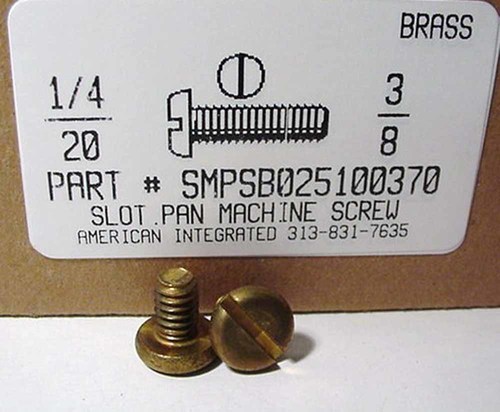 BRASS
1/4 3
20 8
PART # SMPSB025100370
SLOT.PAN MACHINE SCREW
AMERICAN INTEGRATED 313-831-7635